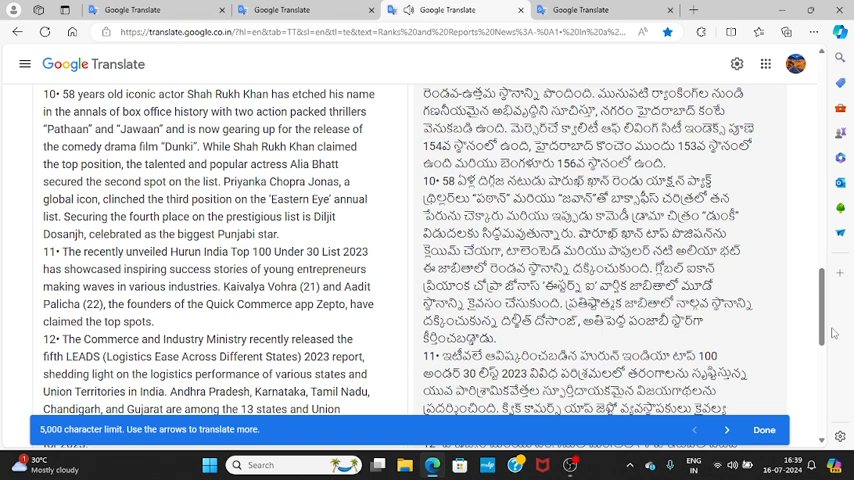 Google Translate
Google Translate
Google Translate
Google Translate
https://translate.google.co.in/?hl=en&tab=TT&sl=en&tl=te&text=Ranks%20and%20Reports%20News%3A-%0A1•%20In%20a...
Google Translate
10• 58 years old iconic actor Shah Rukh Khan has etched his name
in the annals of box office history with two action packed thrillers
“Pathaan” and “Jawaan” and is now gearing up for the release of
the comedy drama film “Dunki”. While Shah Rukh Khan claimed
the top position, the talented and popular actress Alia Bhatt
secured the second spot on the list. Priyanka Chopra Jonas, a
global icon, clinched the third position on the ‘Eastern Eye’ annual
list. Securing the fourth place on the prestigious list is Diljit
Dosanjh, celebrated as the biggest Punjabi star.
11• The recently unveiled Hurun India Top 100 Under 30 List 2023
has showcased inspiring success stories of young entrepreneurs
making waves in various industries. Kaivalya Vohra (21) and Aadit
Palicha (22), the founders of the Quick Commerce app Zepto, have
claimed the top spots.
12• The Commerce and Industry Ministry recently released the
fifth LEADS (Logistics Ease Across Different States) 2023 report,
shedding light on the logistics performance of various states and
Union Territories in India. Andhra Pradesh, Karnataka, Tamil Nadu,
Chandigarh, and Gujarat are among the 13 states and Union
for 2023.
రెండవ-ఉత్తమ స్థానాన్ని పొందింది. మునుపటి ర్యాంకింగ్‌ల నుండి
గణనీయమైన అభివృద్ధిని సూచిస్తూ, నగరం హైదరాబాద్ కంటే
వెనుకబడి ఉంది. మెర్సెర్‌చే క్వాలిటీ ఆఫ్ లివింగ్ సిటీ ఇండెక్స్ పూణె
154వ స్థానంలో ఉంది, హైదరాబాద్ కొంచెం ముందు 153వ స్థానంలో
ఉంది మరియు బెంగళూరు 156వ స్థానంలో ఉంది.
10• 58 ఏళ్ల దిగ్గజ నటుడు షారుఖ్ ఖాన్ రెండు యాక్షన్ ప్యాక్డ్
థ్రిల్లర్‌లు "పఠాన్" మరియు "జవాన్"తో బాక్సాఫీస్ చరిత్రలో తన
పేరును చెక్కారు మరియు ఇప్పుడు కామెడీ డ్రామా చిత్రం "డుంకీ"
విడుదలకు సిద్ధమవుతున్నారు. షారుఖ్ ఖాన్ టాప్ పొజిషన్‌ను
క్లెయిమ్ చేయగా, టాలెంటెడ్ మరియు పాపులర్ నటి అలియా భట్
ఈ జాబితాలో రెండవ స్థానాన్ని దక్కించుకుంది. గ్లోబల్ ఐకాన్
ప్రియాంక చోప్రా జోనాస్ 'ఈస్టర్న్ ఐ' వార్షిక జాబితాలో మూడో
స్థానాన్ని కైవసం చేసుకుంది. ప్రతిష్టాత్మక జాబితాలో నాల్గవ స్థానాన్ని
దక్కించుకున్న దిల్జిత్ దోసాంజ్, అతిపెద్ద పంజాబీ స్టార్‌గా
కీర్తించబడ్డాడు.
11• ఇటీవలే ఆవిష్కరించబడిన హురున్ ఇండియా టాప్ 100
అండర్ 30 లిస్ట్ 2023 వివిధ పరిశ్రమలలో తరంగాలను సృష్టిస్తున్న
యువ పారిశ్రామికవేత్తల స్ఫూర్తిదాయకమైన విజయగాథలను
ప్రదర్శించింది. క్విక్ కామర్స్ యాప్ జెప్టో వ్యవస్థాపకులు కైవల్య
5,000 character limit. Use the arrows to translate more.
Done
30°C
Mostly cloudy
Search
ENG
IN
16:39
16-07-2024